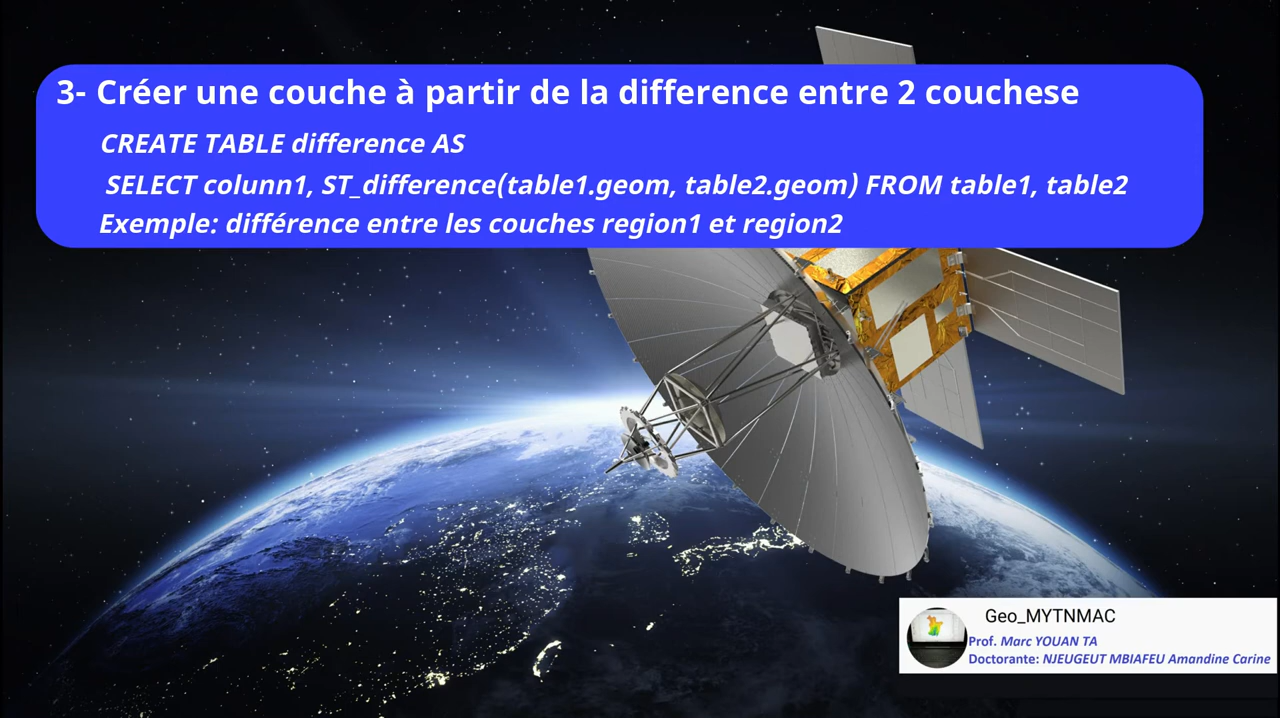 3- Créer une couche à partir de la difference entre 2 couchese
CREATE TABLE difference AS
SELECT colunn1, ST_difference(table1.geom, table2.geom) FROM table1, table2
Exemple: différence entre les couches region1 et region2
Geo_MYTNMAC
Prof. Marc YOUAN TA
Doctorante: NJEUGEUT MBIAFEU Amandine Carine